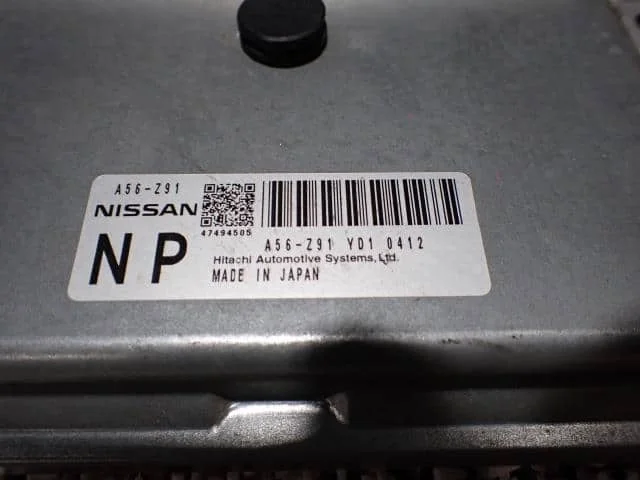 A56-Z91
NISSAN
47494505
NP
A56-Z91 YD1 0412
Hitachi Automotive Systems,Ltd.
MADE IN JAPAN